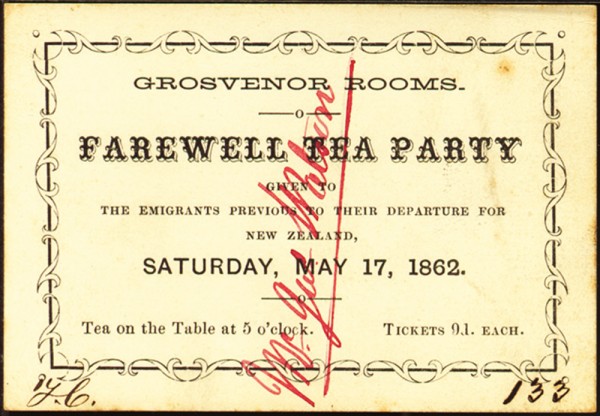 GROSVENOR ROOMS.
FAREWELL TEA PARTY
GIVEN TO
THE EMIGRANTS PREVIOUS TO THEIR DEPARTURE FOR
NEW ZEALAND,
SATURDAY, MAY 17, 1862.
Tea on the Table at 5 o'clock. TICKETS 9d. EACH.
133